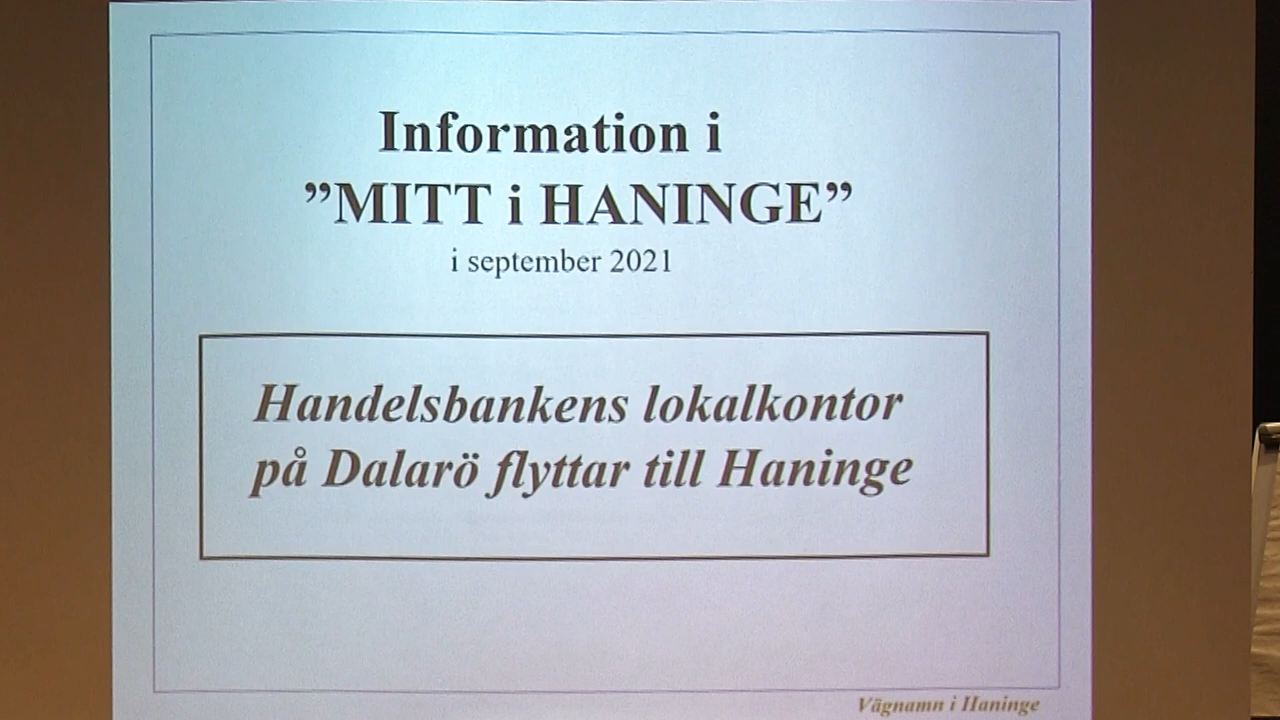 Information i
”MITT i HANINGE”
i september 2021
Handelsbankens lokalkontor
på Dalarö flyttar till Haninge
Vägnamn i Haninge